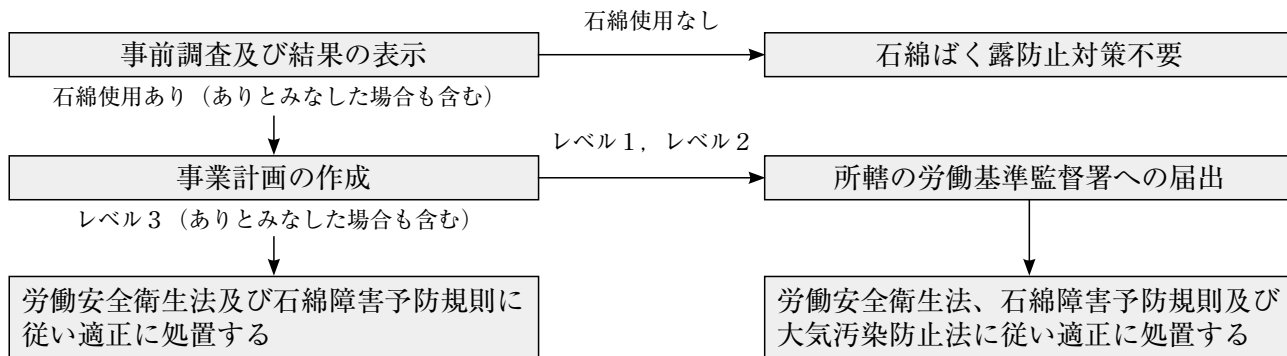 石綿使用なし
事前調査及び結果の表示
石綿ばく露防止対策不要
石綿使用あり（ありとみなした場合も含む）
レベル１，レベル２
事業計画の作成
所轄の労働基準監督署への届出
レベル３（ありとみなした場合も含む）
労働安全衛生法及び石綿障害予防規則に
従い適正に処置する
労働安全衛生法、石綿障害予防規則及び
大気汚染防止法に従い適正に処置する